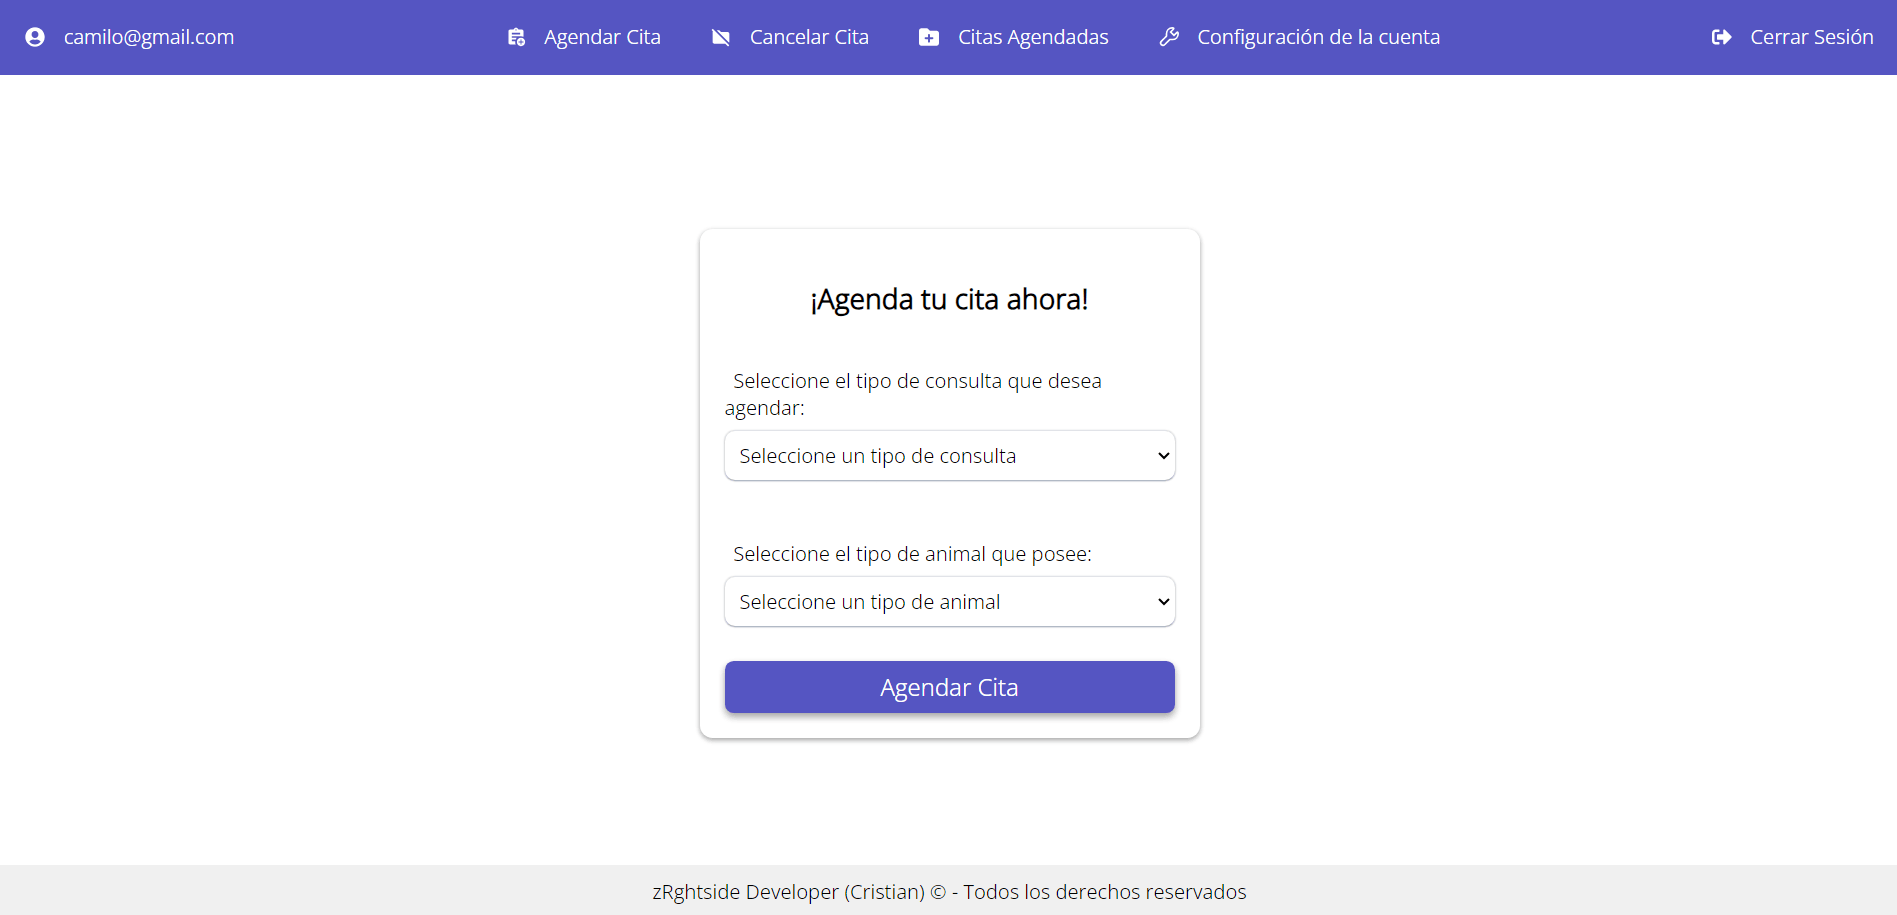 camilo@gmail.com
Agendar Cita
Cancelar Cita
Citas Agendadas
Configuración de la cuenta
Cerrar Sesión
¡Agenda tu cita ahora!
Seleccione el tipo de consulta que desea
agendar:
Seleccione un tipo de consulta
Seleccione el tipo de animal que posee:
Seleccione un tipo de animal
Agendar Cita
zRghtside Developer (Cristian) © - Todos los derechos reservados